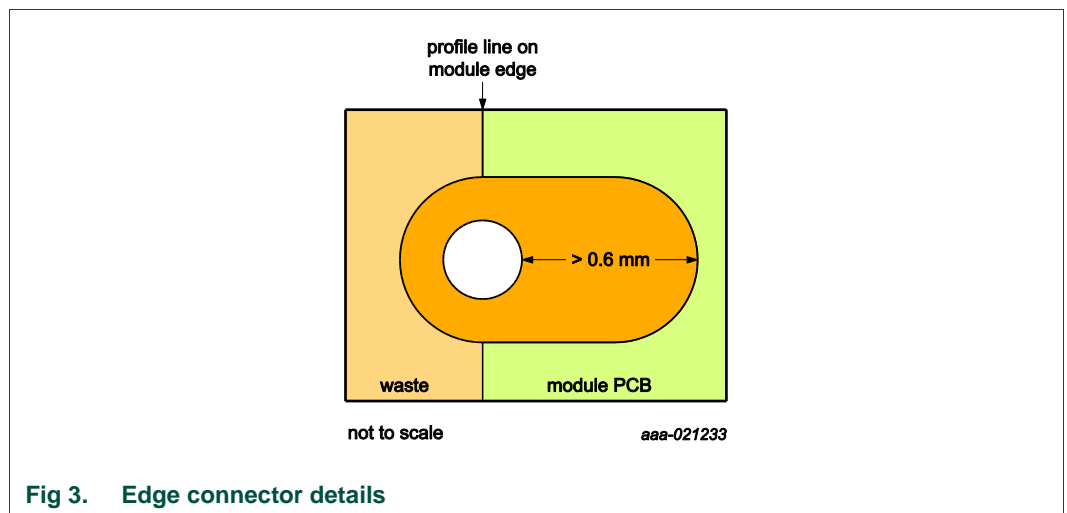 profile line on
module edge
> 0.6 mm
waste
module PCB
not to scale
aaa-021233
Fig 3. Edge connector details